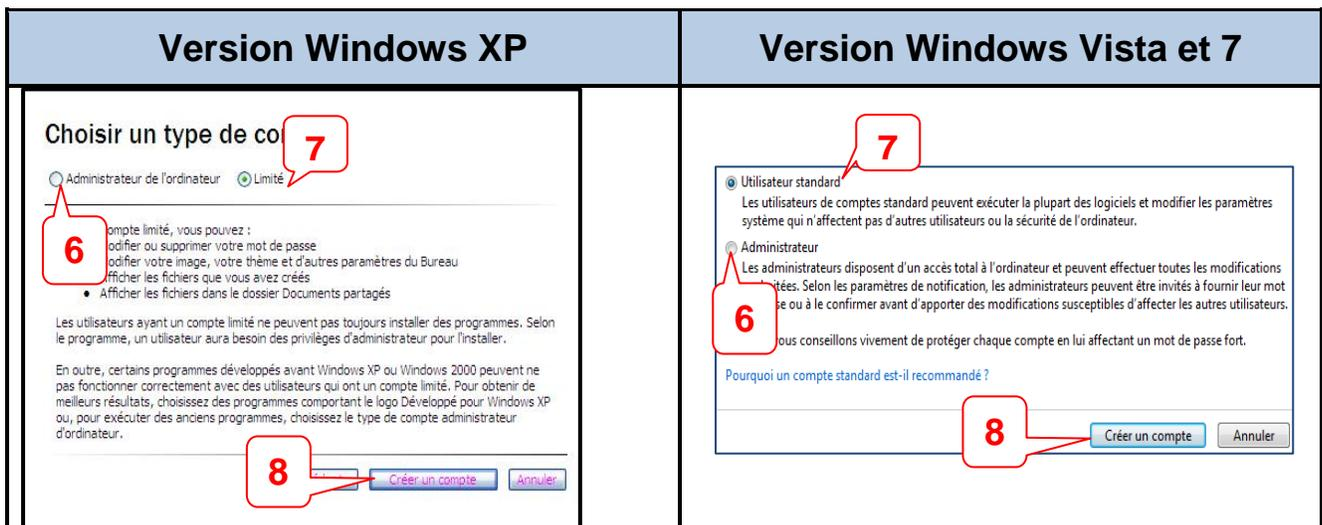 Version Windows XP
Version Windows Vista et 7
Choisir un type de
7
Administrateur de l'ordinateur Limité
6
compte limité, vous pouvez :
votre mot de passe
ou supprimer
votre image, votre thème et d'autres paramètres du Bureau
les fichiers que vous avez créés
• Afficher les fichiers dans le dossier Documents partagés
Les utilisateurs ayant un compte limité ne peuvent pas toujours installer des programmes. Selon
le programme, un utilisateur aura besoin des privilèges d'administrateur pour l'installer.
En outre, certains programmes développés avant Windows XP ou Windows 2000 peuvent ne
pas fonctionner correctement avec des utilisateurs qui ont un compte limité. Pour obtenir de
meilleurs résultats, choisissez des programmes comportant le logo Développé pour Windows XP
ou, pour exécuter des anciens programmes, choisissez le type de compte administrateur
d'ordinateur.
8
Créer un compte Annuler
7
Utilisateur standard
Les utilisateurs de comptes standard peuvent exécuter la plupart des logiciels et modifier les paramètres
système qui n'affectent pas d'autres utilisateurs ou la sécurité de l'ordinateur.
Administrateur
Les administrateurs disposent d'un accès total à l'ordinateur et peuvent effectuer toutes les modifications
Selon les paramètres de notification, les administrateurs peuvent être invités à fournir leur mot
ou à le confirmer avant d'apporter des modifications susceptibles d'affecter les autres utilisateurs.
6
conseillons vivement de protéger chaque compte en lui affectant un mot de passe fort.
Pourquoi un compte standard est-il recommandé ?
8
Créer un compte Annuler